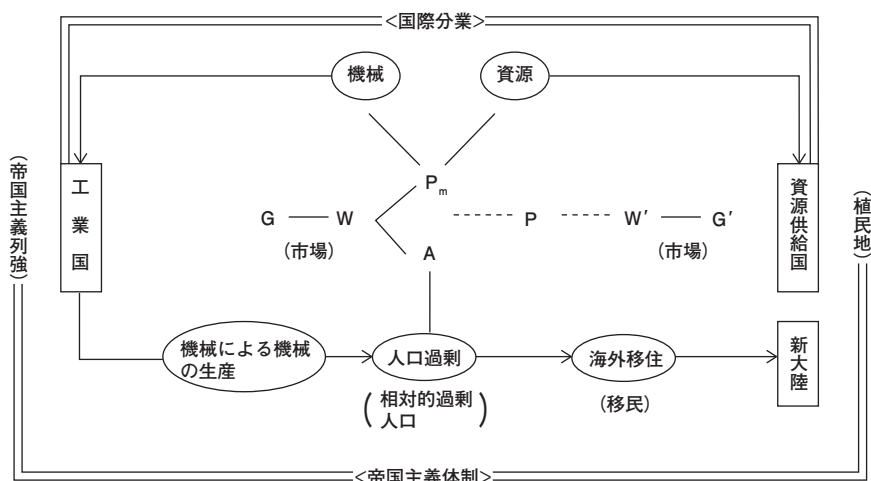 <国際分業>
機械
資源
(帝国主義列強)
工業国
Pm
G W P W′ G′
(市場) (市場)
A
資源供給国
(植民地)
機械による機械
の生産
人口過剰
海外移住
新大陸
(相対的過剰
人口)
(移民)
<帝国主義体制>